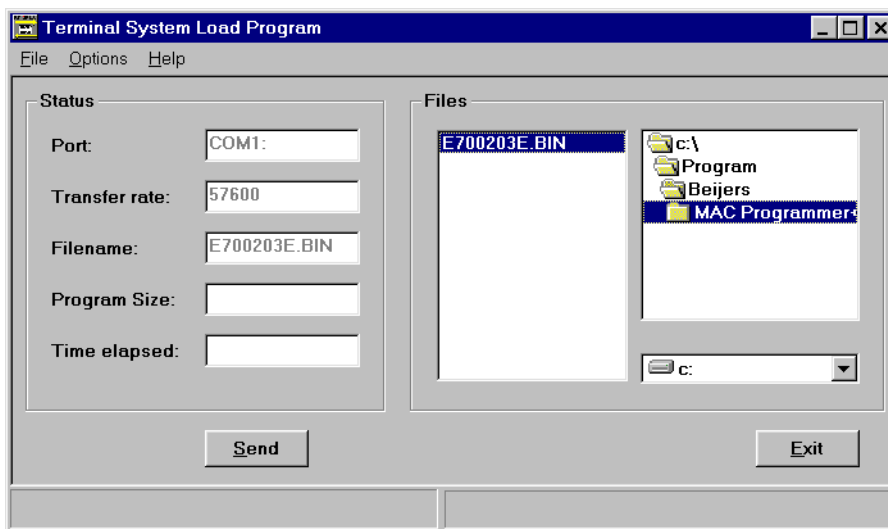 Terminal System Load Program
File Options Help
Status
Port: COM1:
Transfer rate: 57600
Filename: E700203E.BIN
Program Size:
Time elapsed:
Send
Files
E700203E.BIN
c:\
Program
Beijers
MAC Programmer+
c:
Exit